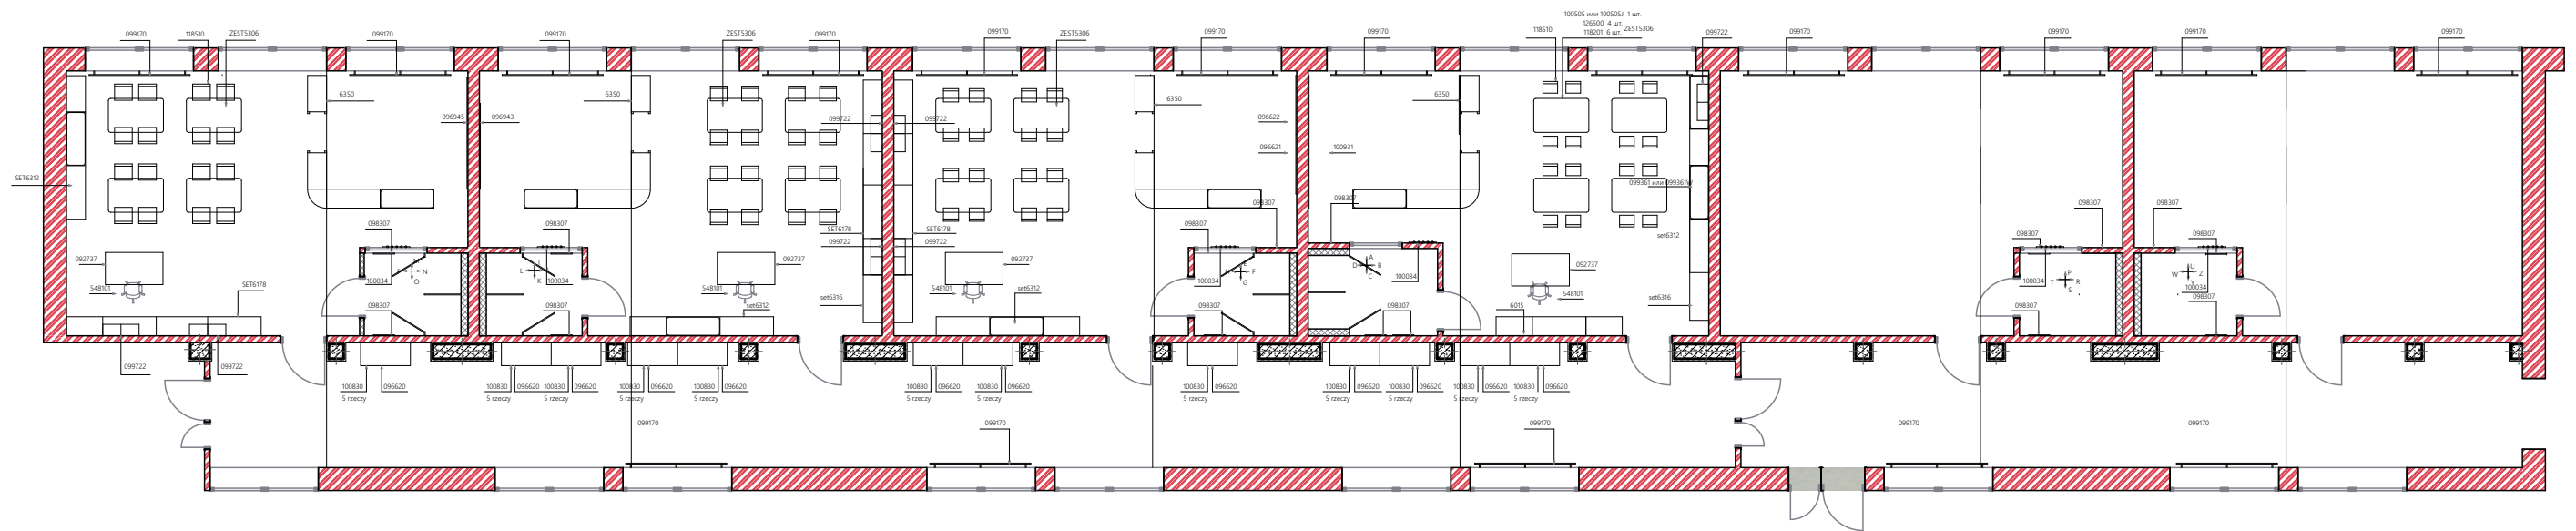 100505 или 100505J 1 шт.
126500 4 шт.
118201 6 шт.
ZEST5306
099170
118510
ZEST5306
099170
099170
ZEST5306
099170
099170
ZEST5306
099170
099170
118510
099722
099170
099170
099170
099170
6350
6350
6350
6350
096945
096943
099722
099722
096622
096621
100931
SET6312
099361 или 099361W
098307
098307
098307
098307
098307
098307
098307
098307
098307
SET6178
SET6178
099722
099722
set6312
092737
092737
092737
092737
M
N
O
L
J
K
E
F
G
A
D
B
C
P
T
R
S
U
W
Z
Y
100034
100034
100034
100034
100034
100034
548101
548101
548101
548101
SET6178
set6312
set6316
set6312
6015
set6316
098307
098307
098307
098307
098307
098307
099722
099722
100830
096620
5 rzeczy
100830
096620
5 rzeczy
100830
096620
5 rzeczy
100830
096620
5 rzeczy
100830
096620
5 rzeczy
100830
096620
5 rzeczy
100830
096620
5 rzeczy
100830
096620
5 rzeczy
100830
096620
5 rzeczy
100830
096620
5 rzeczy
100830
096620
5 rzeczy
100830
096620
5 rzeczy
099170
099170
099170
099170
099170